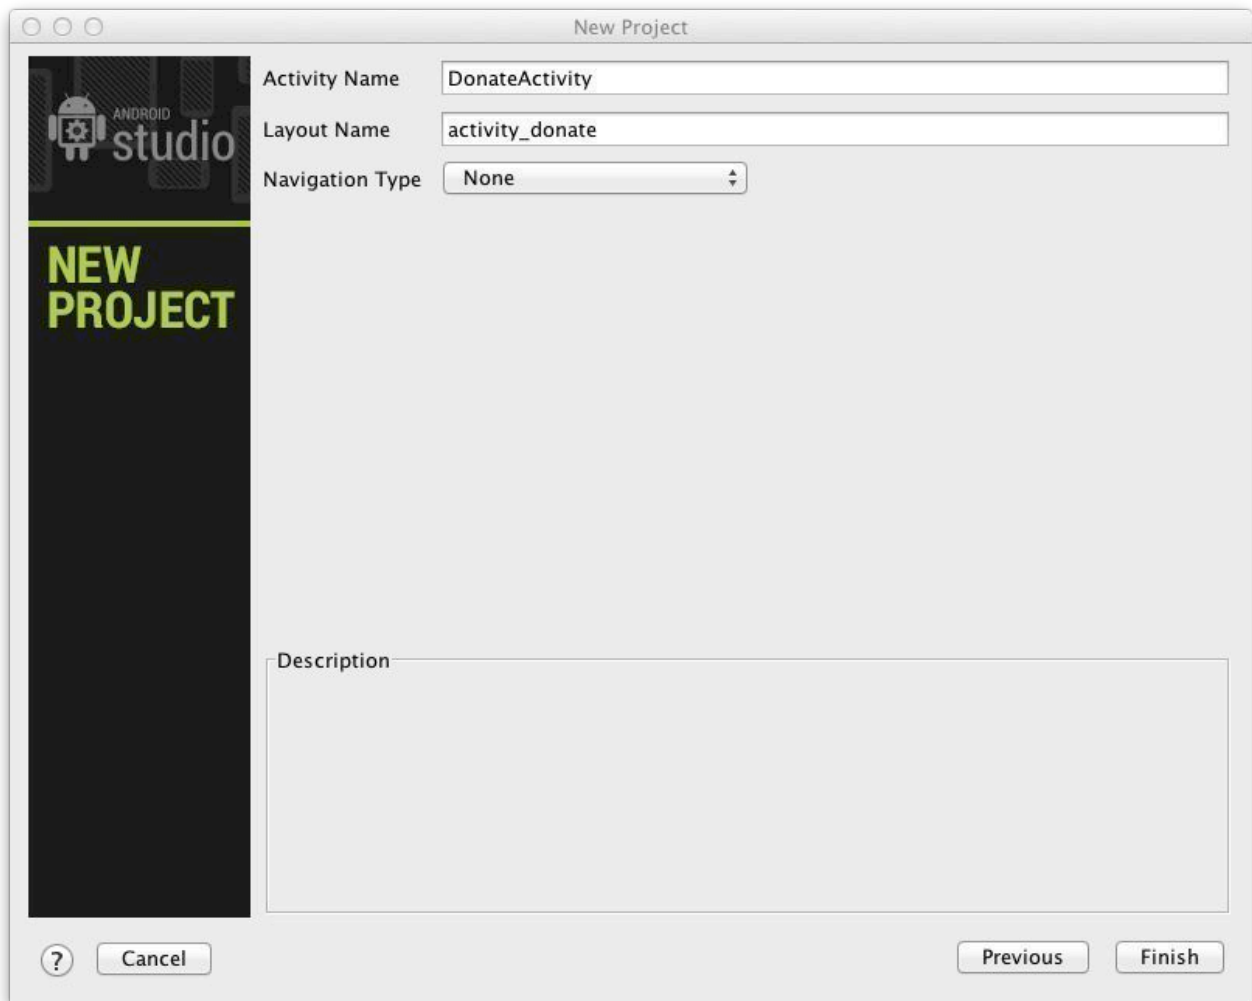 New Project
ANDROID
studio
NEW
PROJECT
Activity Name DonateActivity
Layout Name activity_donate
Navigation Type None
Description
? Cancel Previous Finish